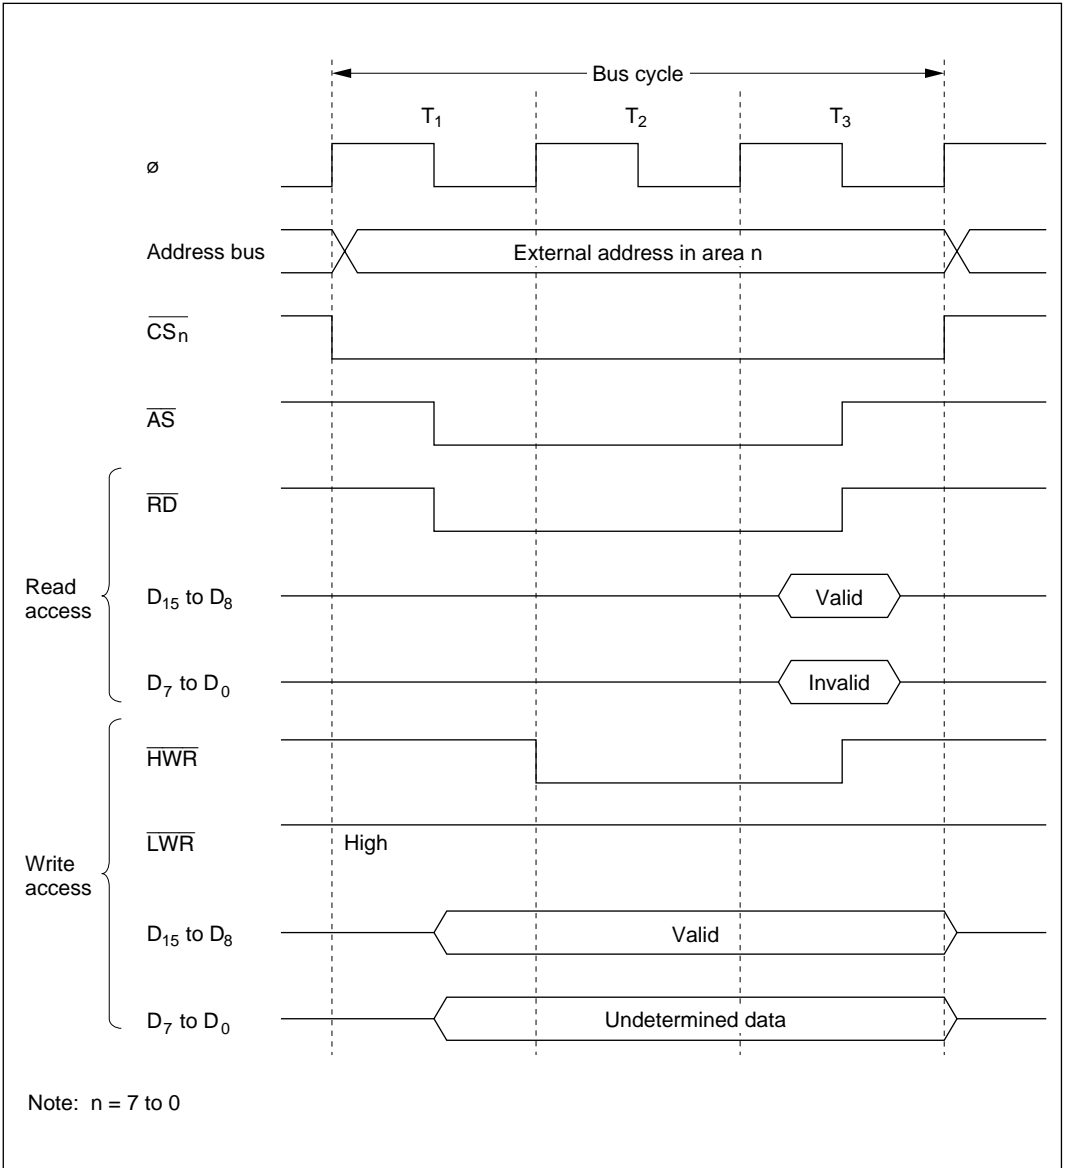 Bus cycle
T1 T2 T3
ø
Address bus External address in area n
CSn
AS
RD
Read
access
D15 to D8 Valid
D7 to D0 Invalid
HWR
LWR High
Write
access
D15 to D8 Valid
D7 to D0 Undetermined data
Note: n = 7 to 0